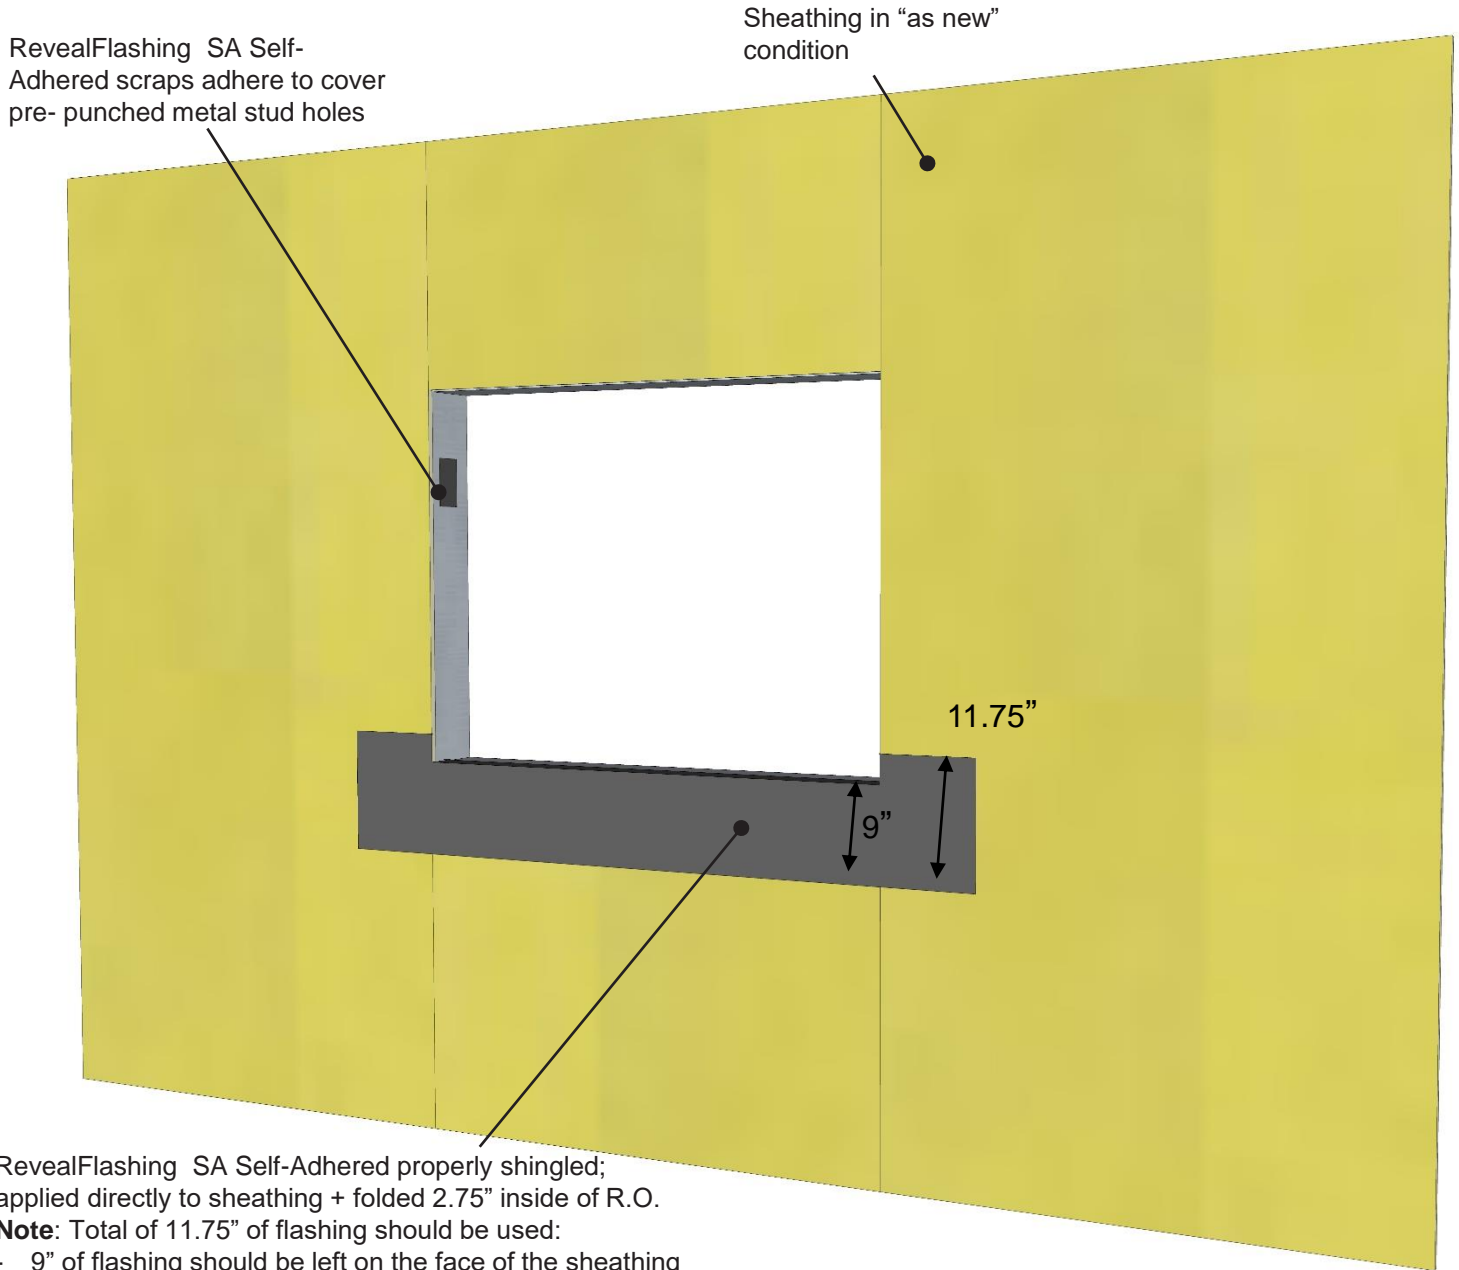 Sheathing in “as new”
condition
RevealFlashing SA Self-
Adhered scraps adhere to cover
pre- punched metal stud holes
11.75”
9”
RevealFlashing SA Self-Adhered properly shingled;
applied directly to sheathing + folded 2.75” inside of R.O.
Note: Total of 11.75” of flashing should be used:
- 9” of flashing should be left on the face of the sheathing